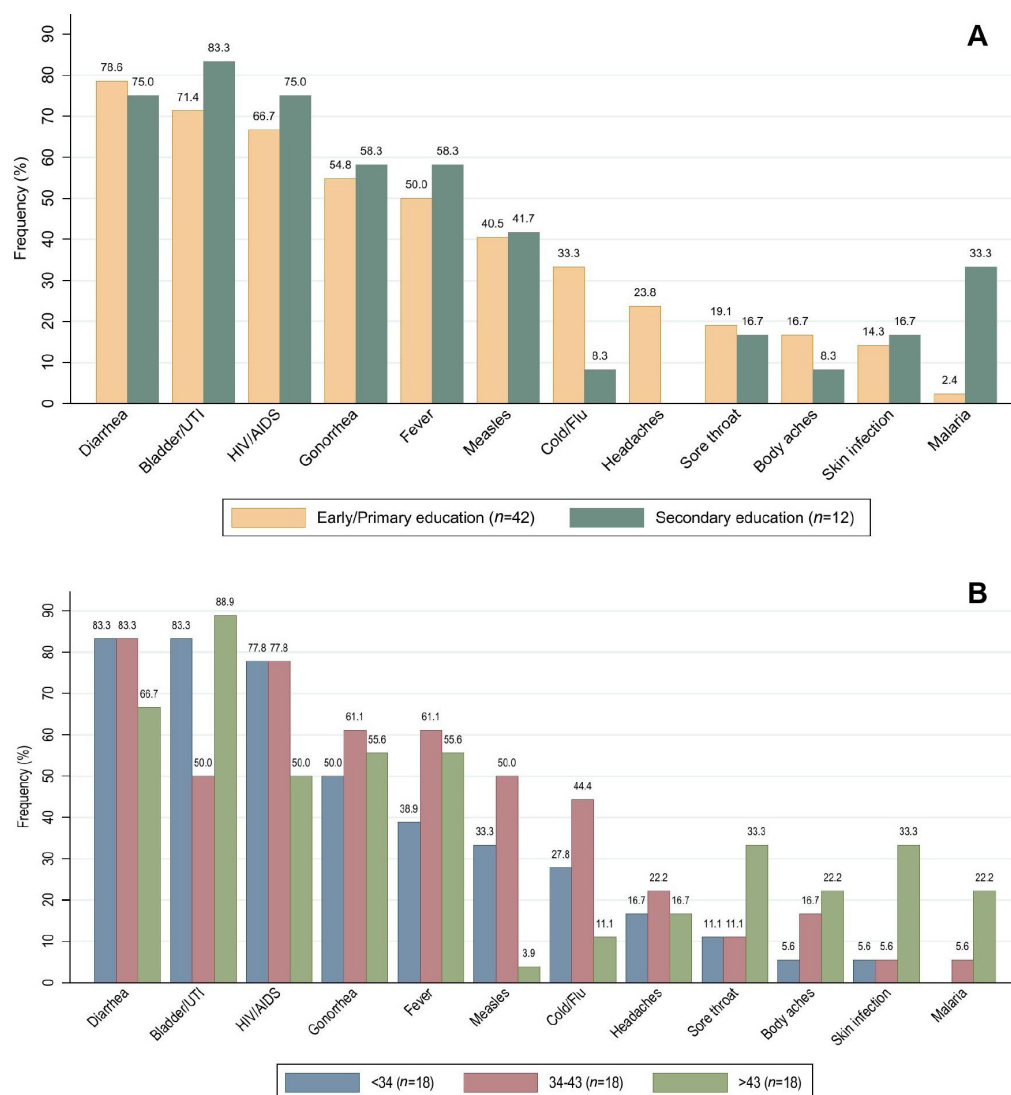 A
Frequency (%)
90
80
70
60
50
40
30
20
10
0
78.6 75.0
71.4 83.3
66.7 75.0
54.8 58.3
50.0 58.3
40.5 41.7
33.3 8.3
23.8
19.1 16.7
16.7 8.3
14.3 16.7
2.4 33.3
Diarrhea
Bladder/UTI
HIV/AIDS
Gonorrhea
Fever
Measles
Cold/Flu
Headaches
Sore throat
Body aches
Skin infection
Malaria
Early/Primary education (n=42) Secondary education (n=12)
B
Frequency (%)
90
80
70
60
50
40
30
20
10
0
83.3 83.3 66.7
83.3 50.0 88.9
77.8 77.8 50.0
50.0 61.1 55.6
38.9 61.1 55.6
33.3 50.0 3.9
27.8 44.4 11.1
16.7 22.2 16.7
11.1 11.1 33.3
5.6 16.7 22.2
5.6 5.6 33.3
5.6 22.2
Diarrhea
Bladder/UTI
HIV/AIDS
Gonorrhea
Fever
Measles
Cold/Flu
Headaches
Sore throat
Body aches
Skin infection
Malaria
<34 (n=18) 34-43 (n=18) >43 (n=18)